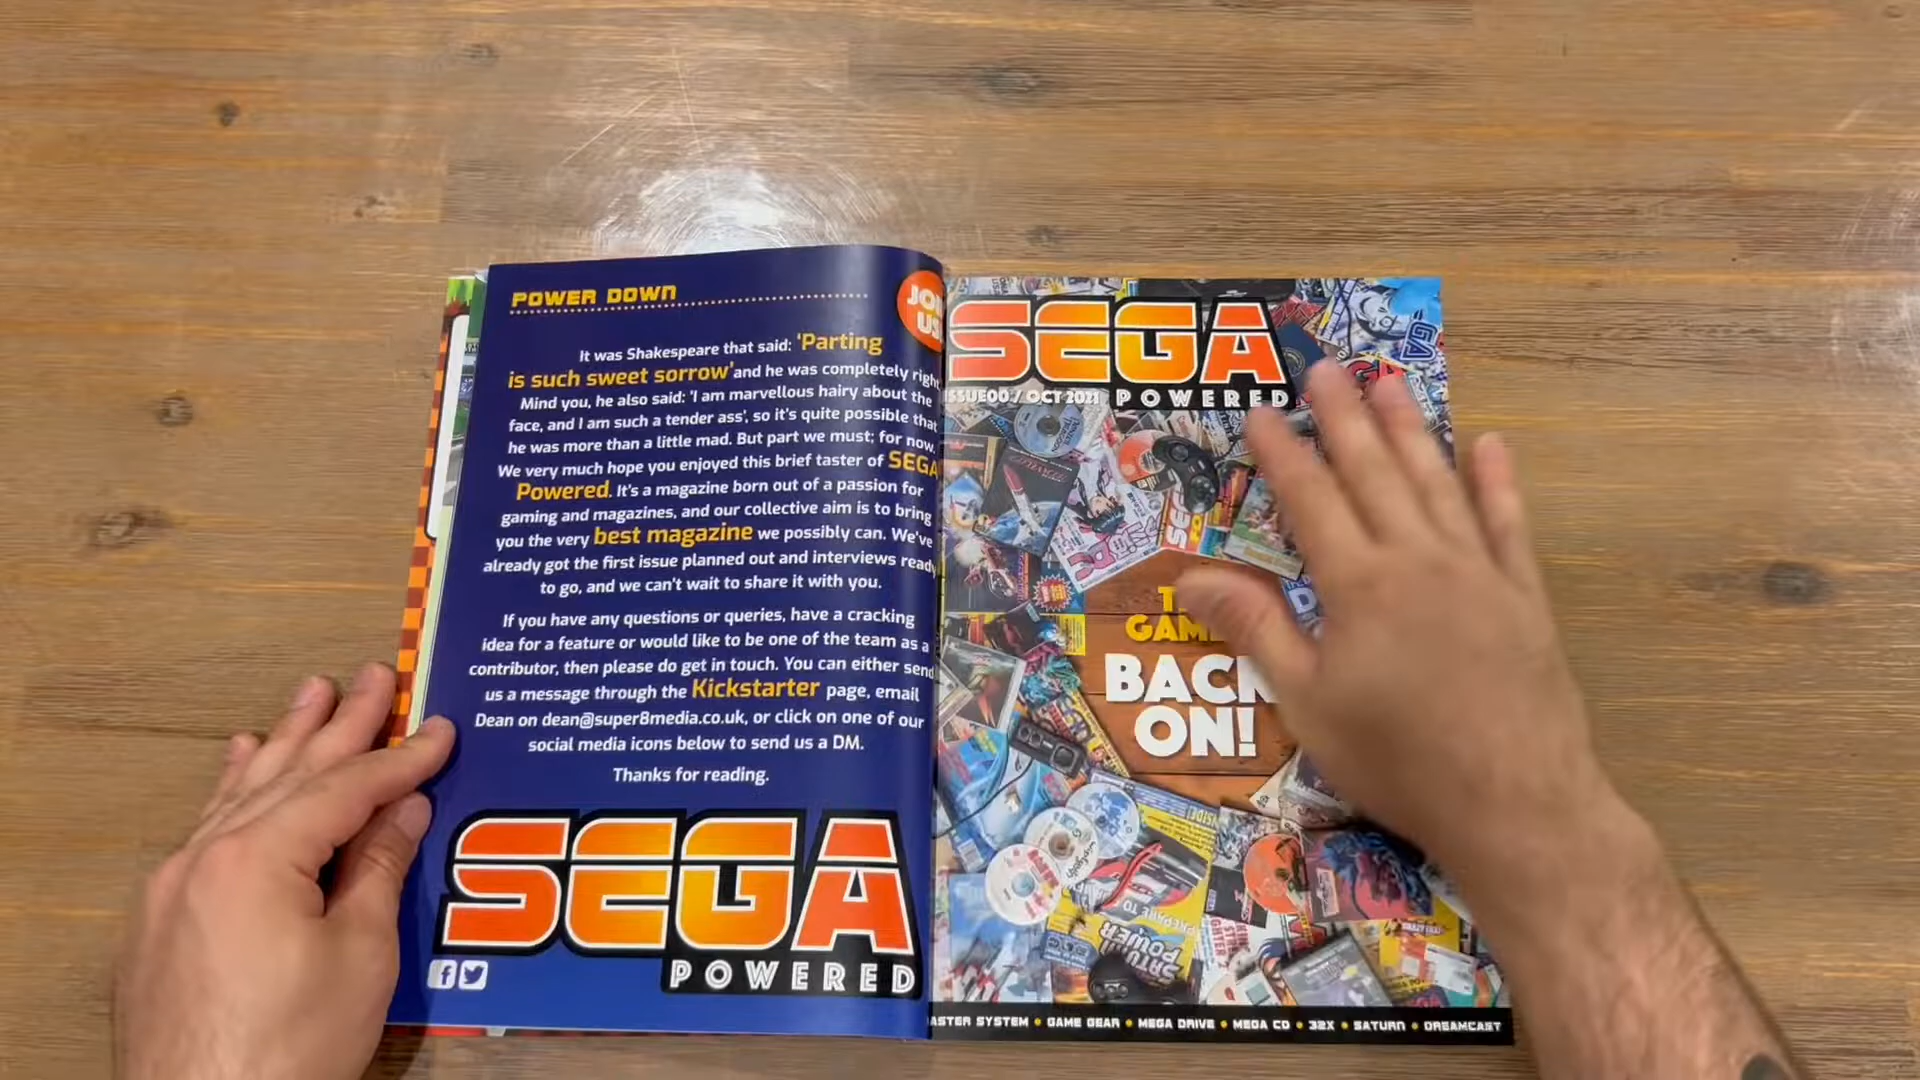 POWER DOWN
It was Shakespeare that said: 'Parting
is such sweet sorrow' and he was completely right
Mind you, he also said: 'I am marvellous hairy about the
face, and I am such a tender ass', so it's quite possible that
he was more than a little mad. But part we must; for now.
We very much hope you enjoyed this brief taster of SEGA
Powered. It's a magazine born out of a passion for
gaming and magazines, and our collective aim is to bring
you the very best magazine we possibly can. We've
already got the first issue planned out and interviews ready
to go, and we can't wait to share it with you.
If you have any questions or queries, have a cracking
idea for a feature or would like to be one of the team as a
contributor, then please do get in touch. You can either send
us a message through the Kickstarter page, email
Dean on dean@super8media.co.uk, or click on one of our
social media icons below to send us a DM.
Thanks for reading.
SEGA
POWERED
US
SEGA
ISSUE00 / OCT 2021 POWERED
BACK
ON!
SYSTEM • GAME GEAR • MEGA DRIVE • MEGA CD • 32X • SATURN • DREAMCAST